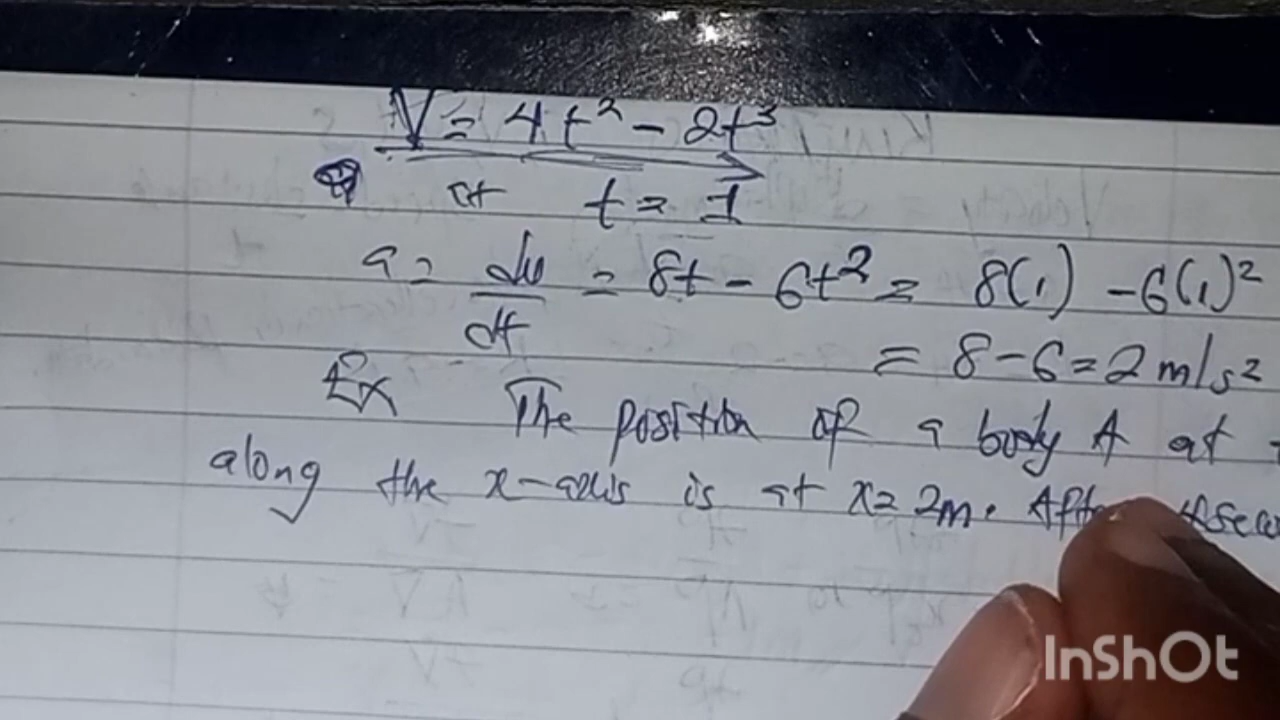 V = 4t² - 2t³
at t = 1
a = dv/dt = 8t - 6t² = 8(1) - 6(1)²
= 8 - 6 = 2 m/s²
Ex The position of a body A at
along the x-axis is at x = 2m. After
InShOt